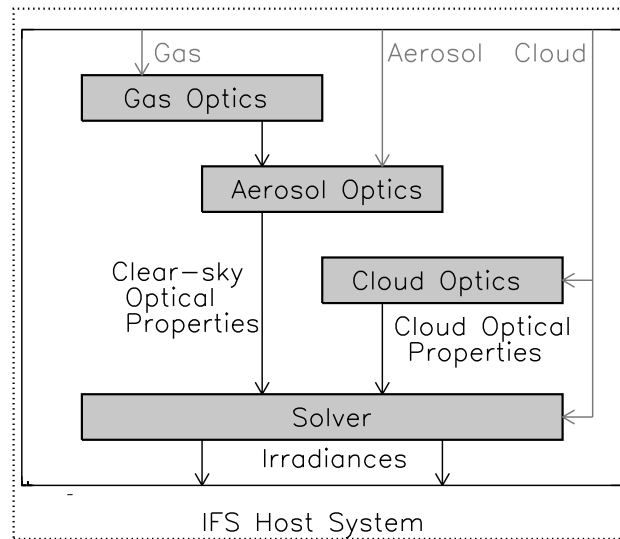 Gas
Aerosol
Cloud
Gas Optics
Aerosol Optics
Clear-sky
Optical
Properties
Cloud Optics
Cloud Optical
Properties
Solver
Irradiances
IFS Host System